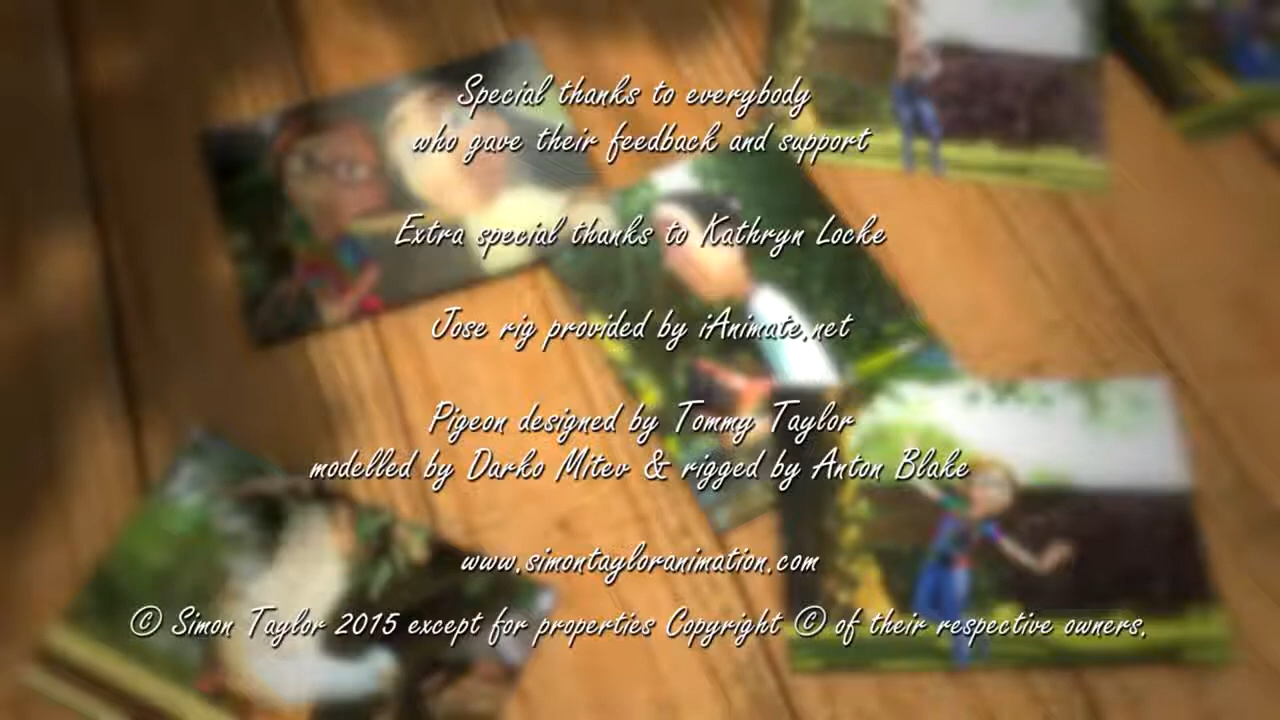 Special thanks to everybody
who gave their feedback and support
Extra special thanks to Kathryn Locke
Jose rig provided by iAnimate.net
Pigeon designed by Tommy Taylor
modelled by Darko Mitev & rigged by Anton Blake
www.simontayloranimation.com
© Simon Taylor 2015 except for properties Copyright © of their respective owners.